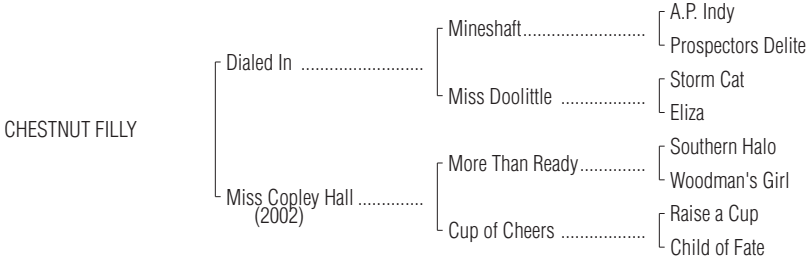 A.P. Indy
Mineshaft..........................
Prospectors Delite
Dialed In ..........................
Storm Cat
Miss Doolittle ..................
Eliza
CHESTNUT FILLY
Southern Halo
More Than Ready..............
Woodman's Girl
Miss Copley Hall ..............
(2002)
Raise a Cup
Cup of Cheers ..................
Child of Fate